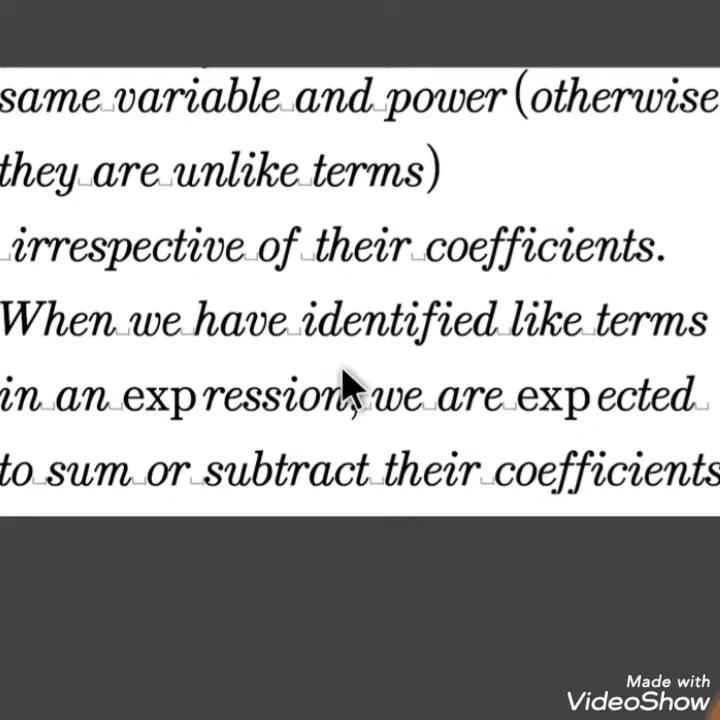 same variable and power (otherwise
they are unlike terms)
irrespective of their coefficients.
When we have identified like terms
in an expression, we are expected
to sum or subtract their coefficients
Made with
VideoShow